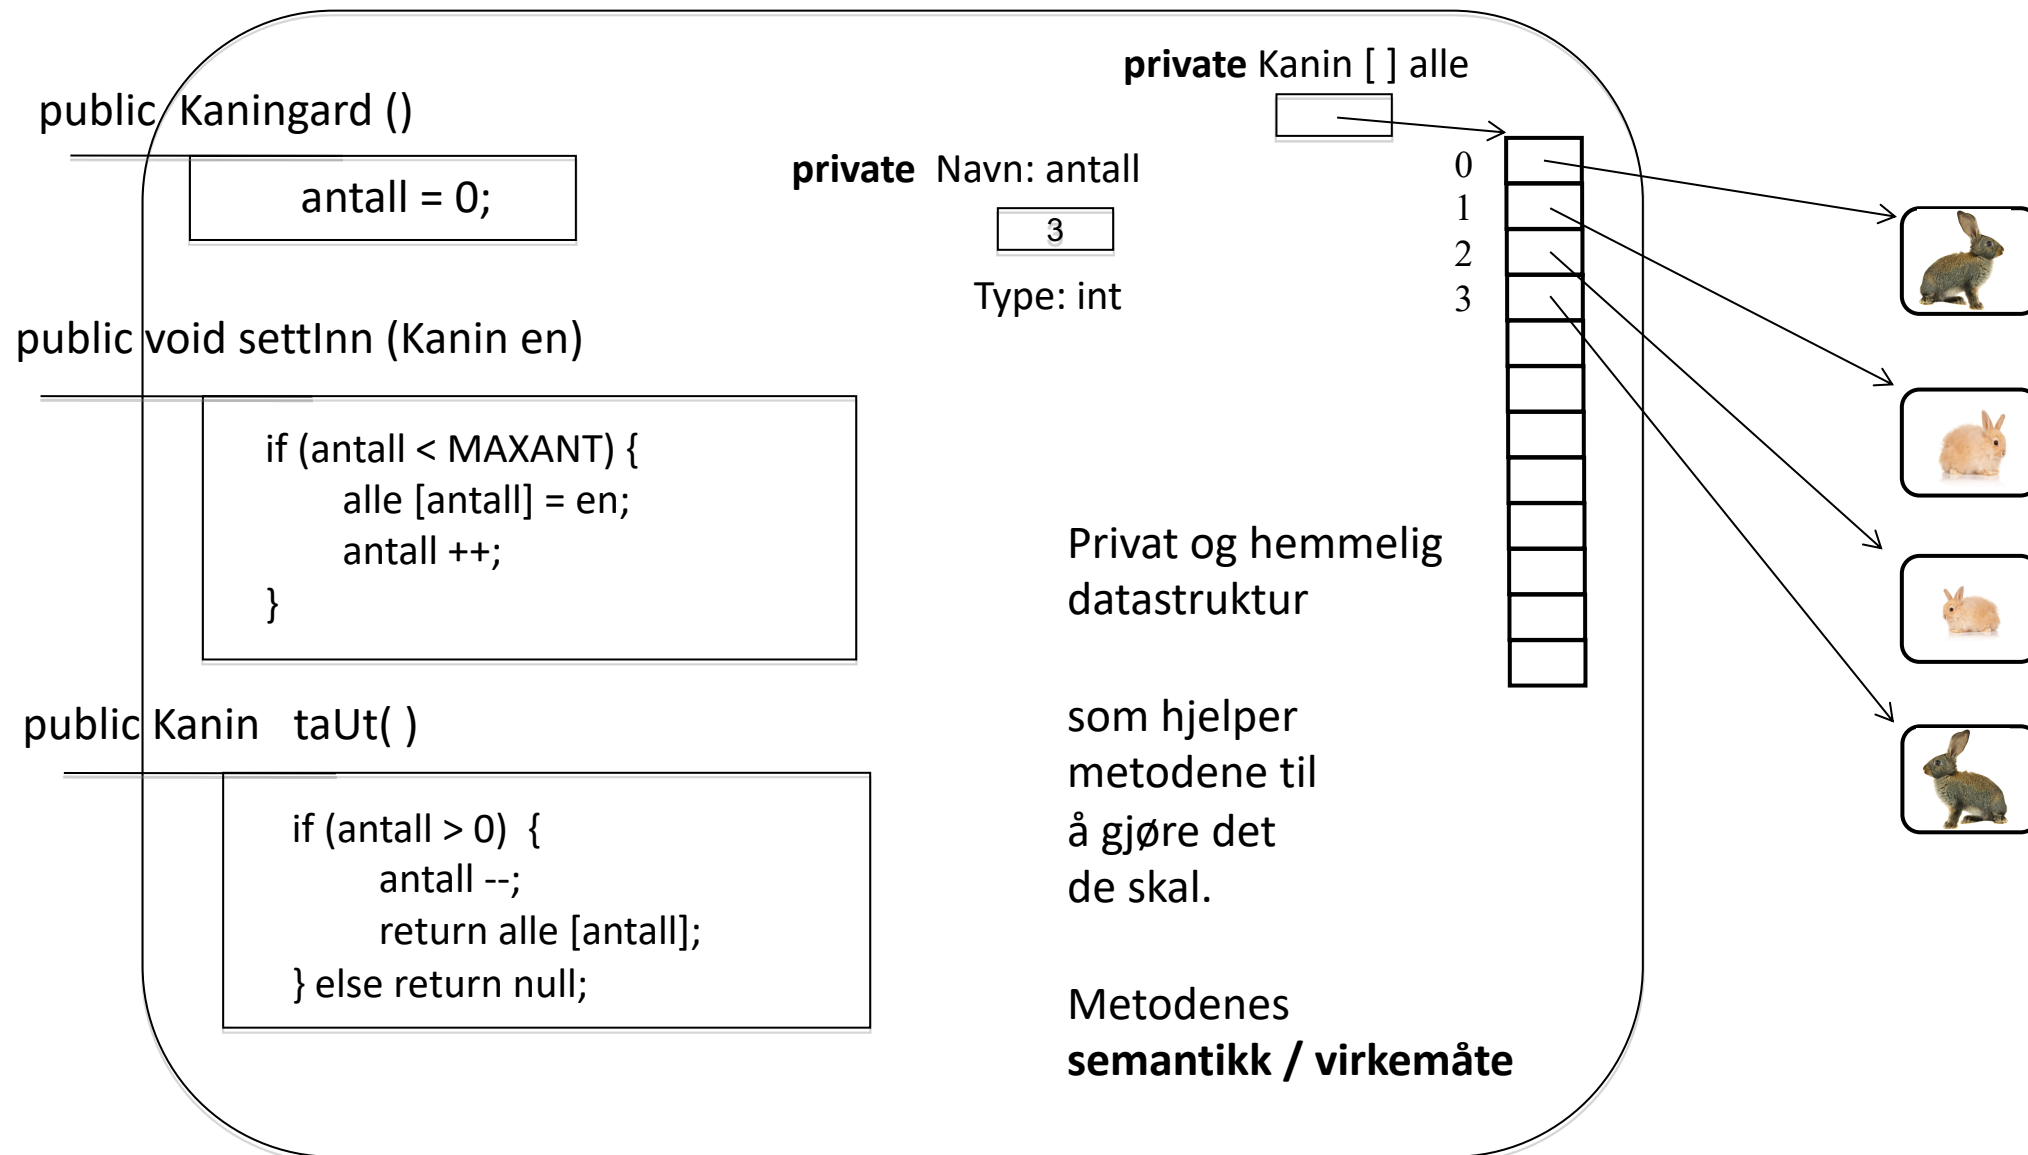 public Kaningard ()
antall = 0;
public void settInn (Kanin en)
if (antall < MAXANT) {
alle [antall] = en;
antall ++;
}
public Kanin taUt( )
if (antall > 0) {
antall --;
return alle [antall];
} else return null;
private Navn: antall
3
Type: int
private Kanin [ ] alle
0
1
2
3
Privat og hemmelig
datastruktur
som hjelper
metodene til
å gjøre det
de skal.
Metodenes
semantikk / virkemåte